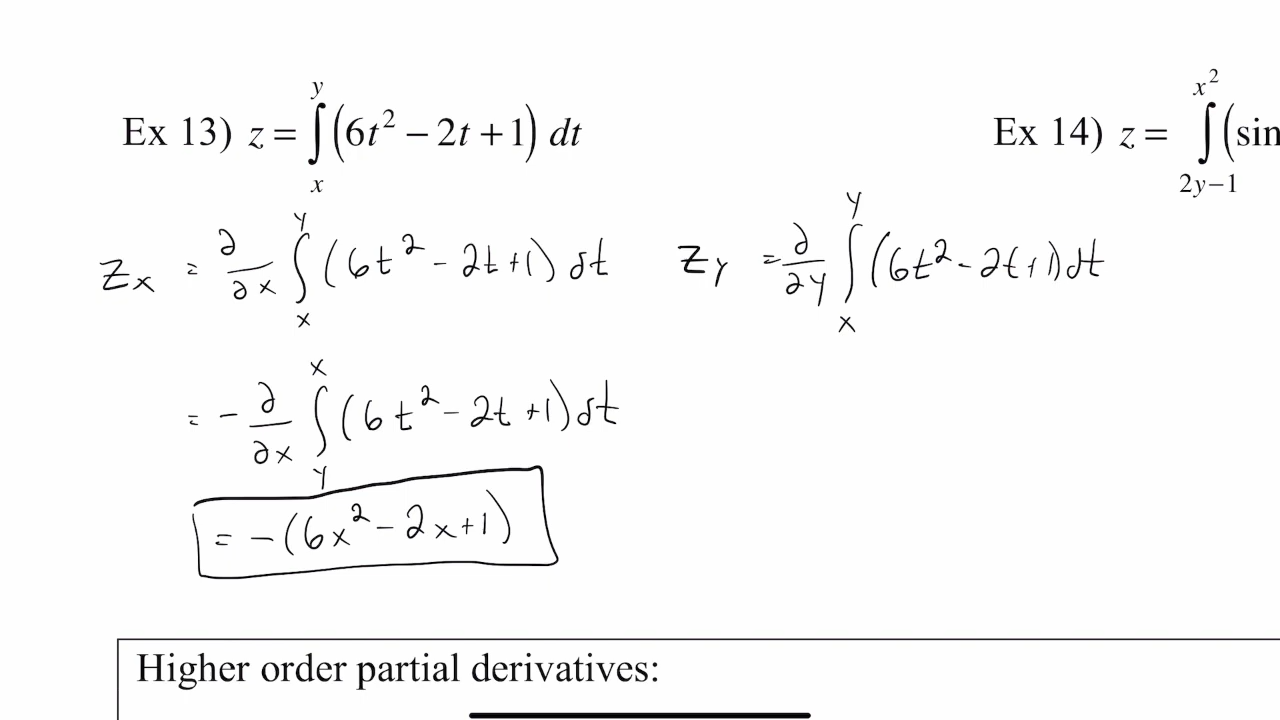 Ex 13) z = ∫_x^y (6t² − 2t + 1) dt
Ex 14) z = ∫_{2y−1}^{x²} (sin
Z_x = ∂/∂x ∫_x^y (6t² − 2t + 1) dt
Z_y = ∂/∂y ∫_x^y (6t² − 2t + 1) dt
= − ∂/∂x ∫_y^x (6t² − 2t + 1) dt
= −(6x² − 2x + 1)
Higher order partial derivatives: